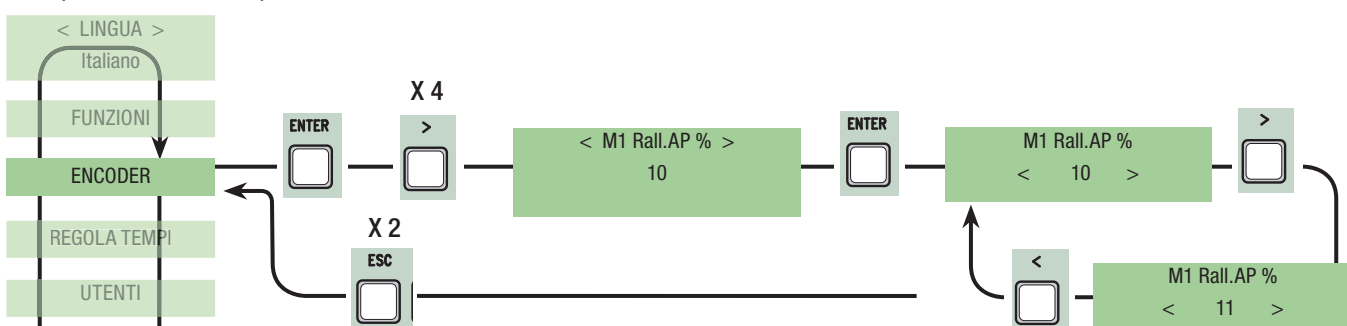 < LINGUA >
Italiano
FUNZIONI
ENCODER
REGOLA TEMPI
UTENTI
ENTER
X 4
>
< M1 Rall.AP % >
10
ENTER
M1 Rall.AP %
< 10 >
>
X 2
ESC
<
M1 Rall.AP %
< 11 >